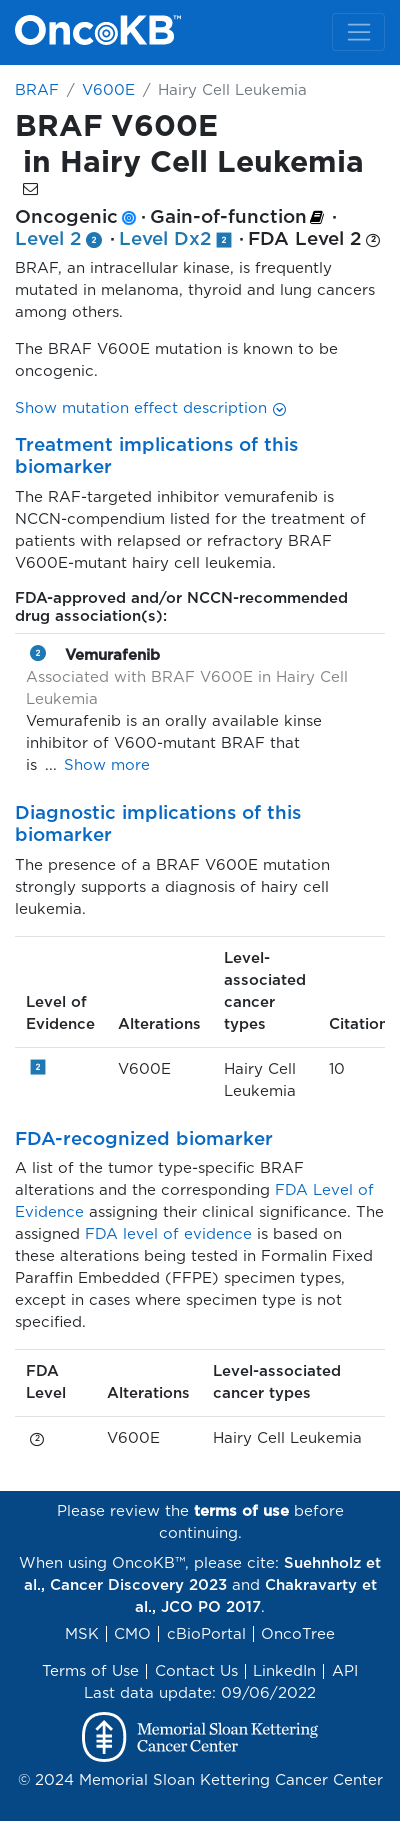 OncoKB™
BRAF / V600E / Hairy Cell Leukemia
BRAF V600E
in Hairy Cell Leukemia
Oncogenic · Gain-of-function ·
Level 2 2 · Level Dx2 2 · FDA Level 2 2
BRAF, an intracellular kinase, is frequently
mutated in melanoma, thyroid and lung cancers
among others.
The BRAF V600E mutation is known to be
oncogenic.
Show mutation effect description
Treatment implications of this
biomarker
The RAF-targeted inhibitor vemurafenib is
NCCN-compendium listed for the treatment of
patients with relapsed or refractory BRAF
V600E-mutant hairy cell leukemia.
FDA-approved and/or NCCN-recommended
drug association(s):
2 Vemurafenib
Associated with BRAF V600E in Hairy Cell
Leukemia
Vemurafenib is an orally available kinse
inhibitor of V600-mutant BRAF that
is ... Show more
Diagnostic implications of this
biomarker
The presence of a BRAF V600E mutation
strongly supports a diagnosis of hairy cell
leukemia.
Level-
associated
Level of cancer
Evidence Alterations types Citation
2 V600E Hairy Cell 10
Leukemia
FDA-recognized biomarker
A list of the tumor type-specific BRAF
alterations and the corresponding FDA Level of
Evidence assigning their clinical significance. The
assigned FDA level of evidence is based on
these alterations being tested in Formalin Fixed
Paraffin Embedded (FFPE) specimen types,
except in cases where specimen type is not
specified.
FDA Level-associated
Level Alterations cancer types
2 V600E Hairy Cell Leukemia
Please review the terms of use before
continuing.
When using OncoKB™, please cite: Suehnholz et
al., Cancer Discovery 2023 and Chakravarty et
al., JCO PO 2017.
MSK | CMO | cBioPortal | OncoTree
Terms of Use | Contact Us | LinkedIn | API
Last data update: 09/06/2022
Memorial Sloan Kettering
Cancer Center
© 2024 Memorial Sloan Kettering Cancer Center